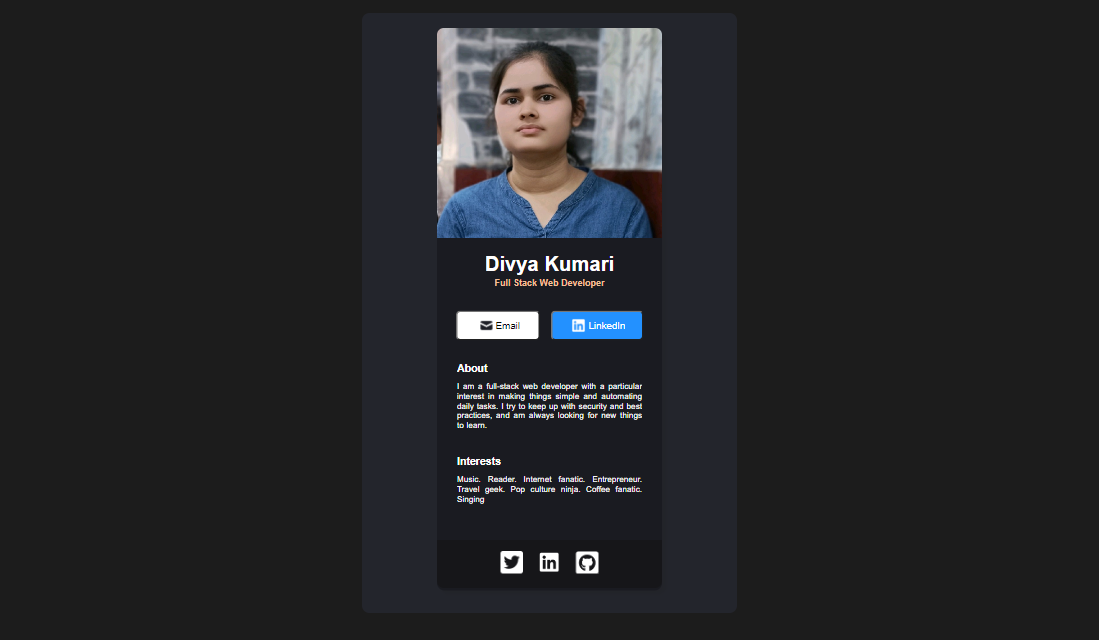 Divya Kumari
Full Stack Web Developer
Email
LinkedIn
About
I am a full-stack web developer with a particular
interest in making things simple and automating
daily tasks. I try to keep up with security and best
practices, and am always looking for new things
to learn.
Interests
Music. Reader. Internet fanatic. Entrepreneur.
Travel geek. Pop culture ninja. Coffee fanatic.
Singing